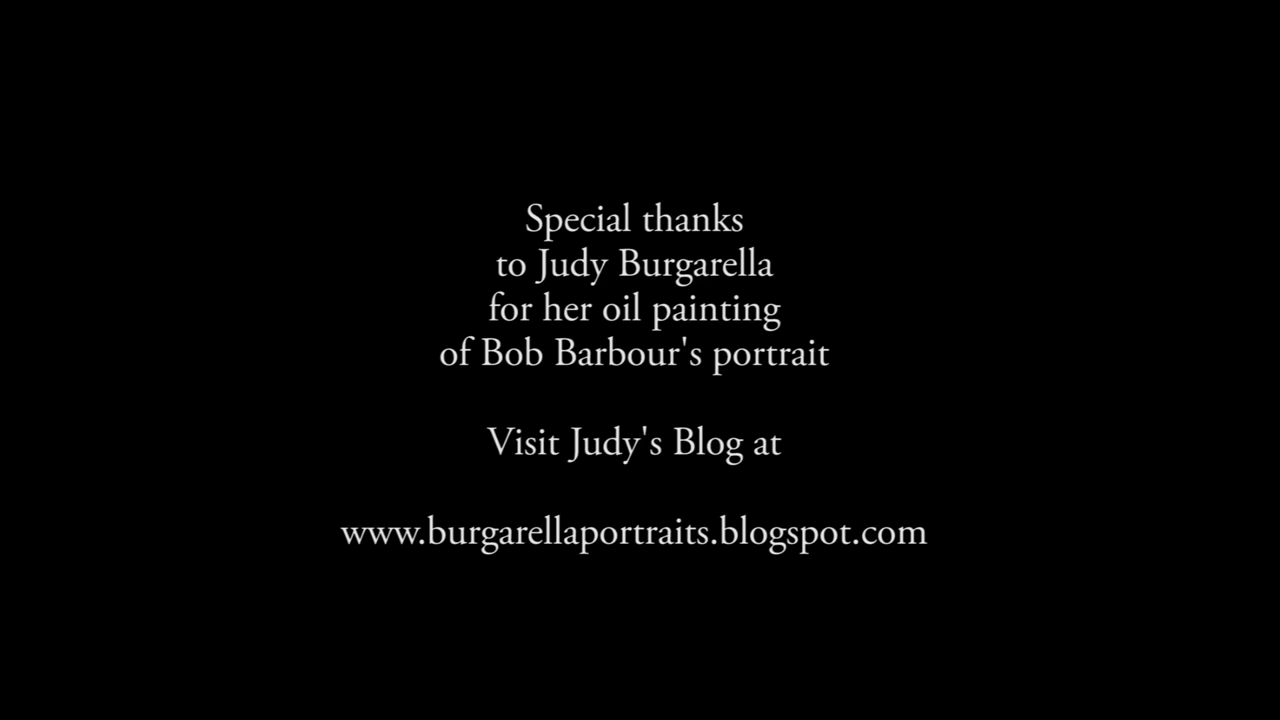 Special thanks
to Judy Burgarella
for her oil painting
of Bob Barbour's portrait
Visit Judy's Blog at
www.burgarellaportraits.blogspot.com